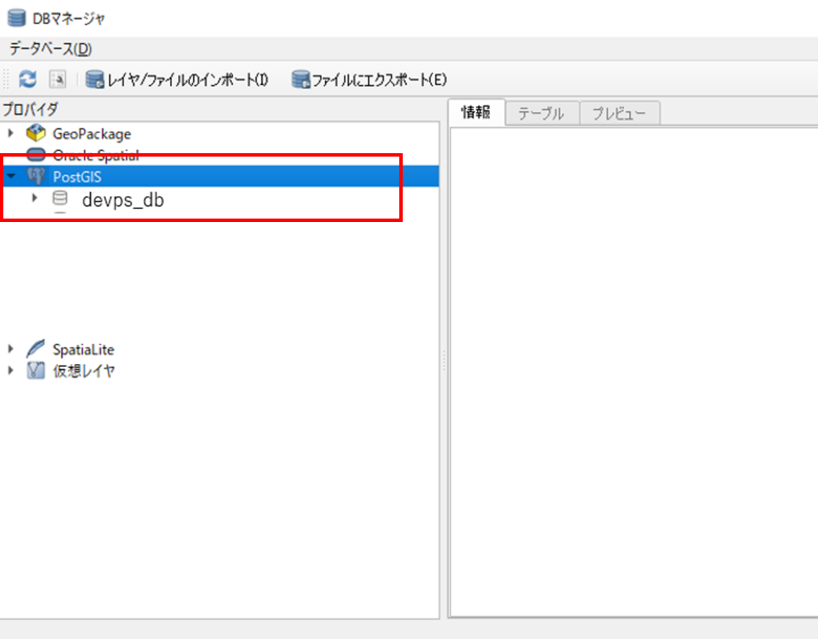 DBマネージャ
データベース(D)
レイヤ/ファイルのインポート(I) ファイルにエクスポート(E)
プロバイダ
情報 テーブル プレビュー
GeoPackage
Oracle Spatial
PostGIS
devps_db
SpatiaLite
仮想レイヤ